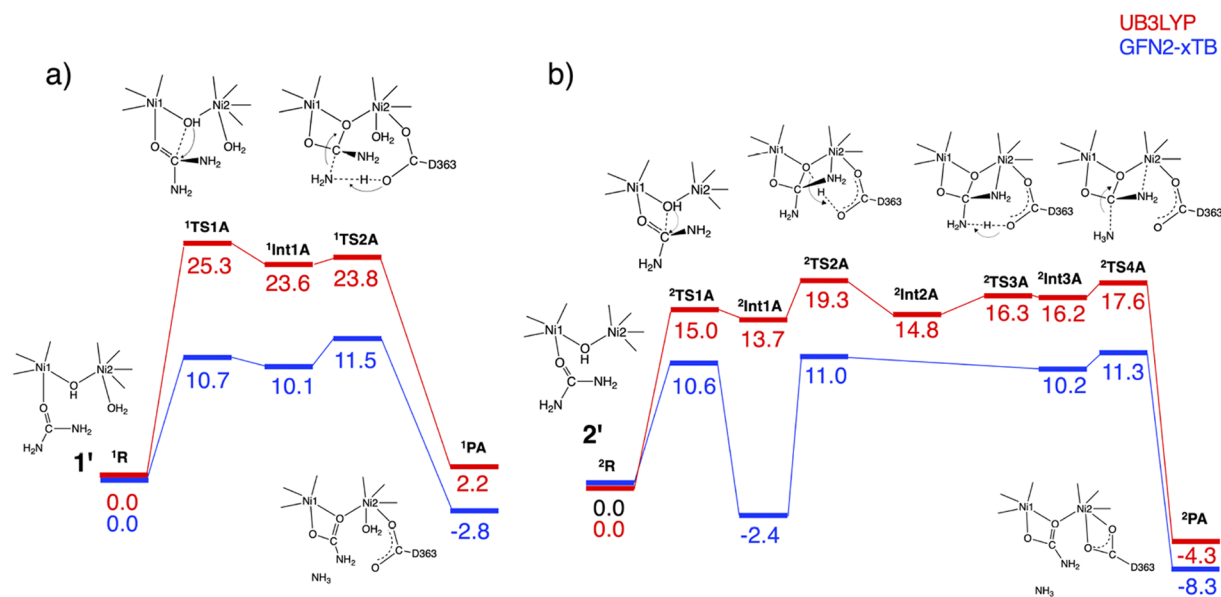 UB3LYP
GFN2-xTB
a)
Ni1
Ni2
OH
OH₂
O
C
NH₂
NH₂
Ni1
Ni2
O
O
OH₂
O
C
NH₂
C
D363
H₂N
H
O
¹TS1A
25.3
¹Int1A
23.6
¹TS2A
23.8
10.7
10.1
11.5
Ni1
Ni2
O
H
OH₂
O
C
H₂N
NH₂
1'
¹R
0.0
0.0
¹PA
2.2
-2.8
Ni1
Ni2
O
OH₂
O
O
C
C
D363
NH₂
O
NH₃
b)
Ni1
Ni2
OH
O
C
NH₂
H₂N
Ni1
Ni2
O
O
C
NH₂
O
H
C
D363
O
H₂N
Ni1
Ni2
O
O
C
NH₂
O
C
D363
H₂N
H
O
Ni1
Ni2
O
O
C
NH₂
O
C
D363
O
H₃N
²TS1A
15.0
²Int1A
13.7
²TS2A
19.3
²Int2A
14.8
²TS3A
16.3
²Int3A
16.2
²TS4A
17.6
10.6
-2.4
11.0
10.2
11.3
Ni1
Ni2
O
H
O
C
NH₂
H₂N
2'
²R
0.0
0.0
²PA
-4.3
-8.3
Ni1
Ni2
O
O
O
C
O
C
D363
NH₂
NH₃